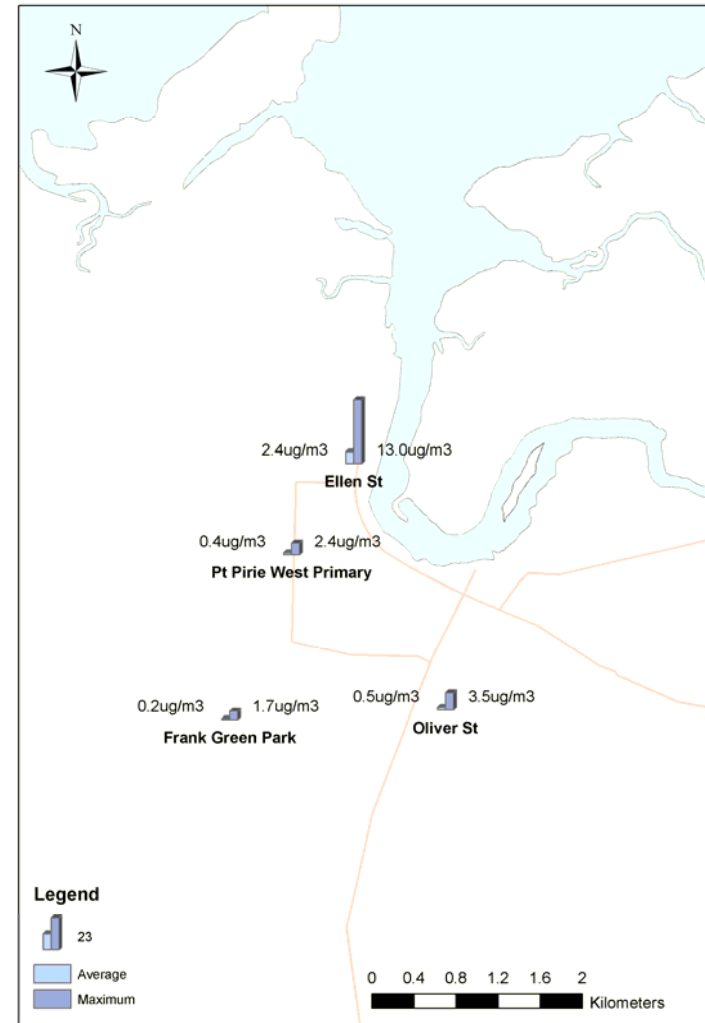 N
2.4ug/m3 13.0ug/m3
Ellen St
0.4ug/m3 2.4ug/m3
Pt Pirie West Primary
0.2ug/m3 1.7ug/m3
Frank Green Park
0.5ug/m3 3.5ug/m3
Oliver St
Legend
23
Average
Maximum
0 0.4 0.8 1.2 1.6 2
Kilometers